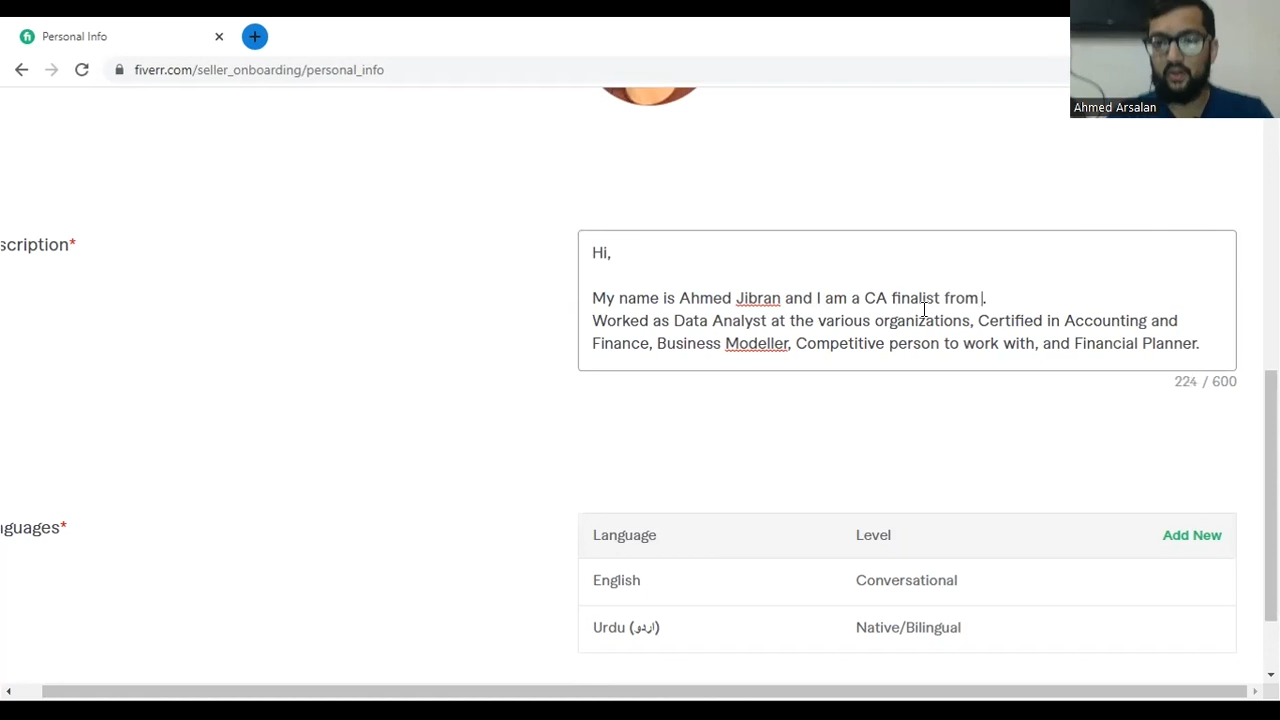 Personal Info
fiverr.com/seller_onboarding/personal_info
Ahmed Arsalan
scription*
Hi,
My name is Ahmed Jibran and I am a CA finalist from .
Worked as Data Analyst at the various organizations, Certified in Accounting and
Finance, Business Modeller, Competitive person to work with, and Financial Planner.
224 / 600
nguages*
Language Level Add New
English Conversational
Urdu (اردو) Native/Bilingual